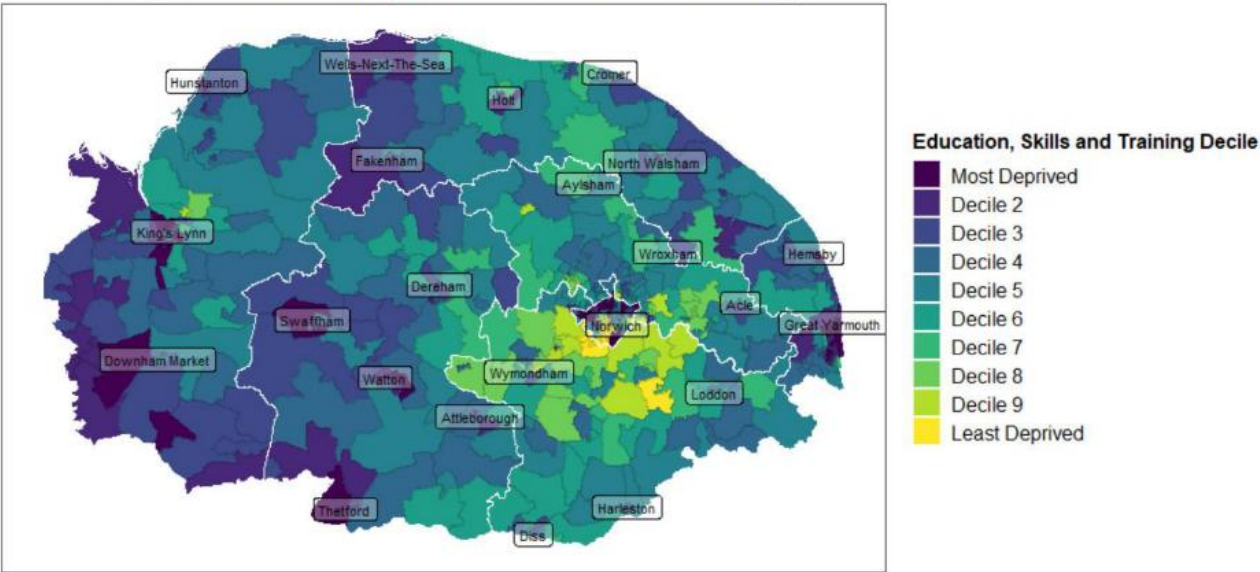 Wells-Next-The-Sea
Cromer
Hunstanton
Holt
Fakenham
North Walsham
Aylsham
King's Lynn
Wroxham
Hemsby
Dereham
Acle
Swaffham
Norwich
Great Yarmouth
Downham Market
Wymondham
Watton
Loddon
Attleborough
Thetford
Harleston
Diss
Education, Skills and Training Decile
Most Deprived
Decile 2
Decile 3
Decile 4
Decile 5
Decile 6
Decile 7
Decile 8
Decile 9
Least Deprived